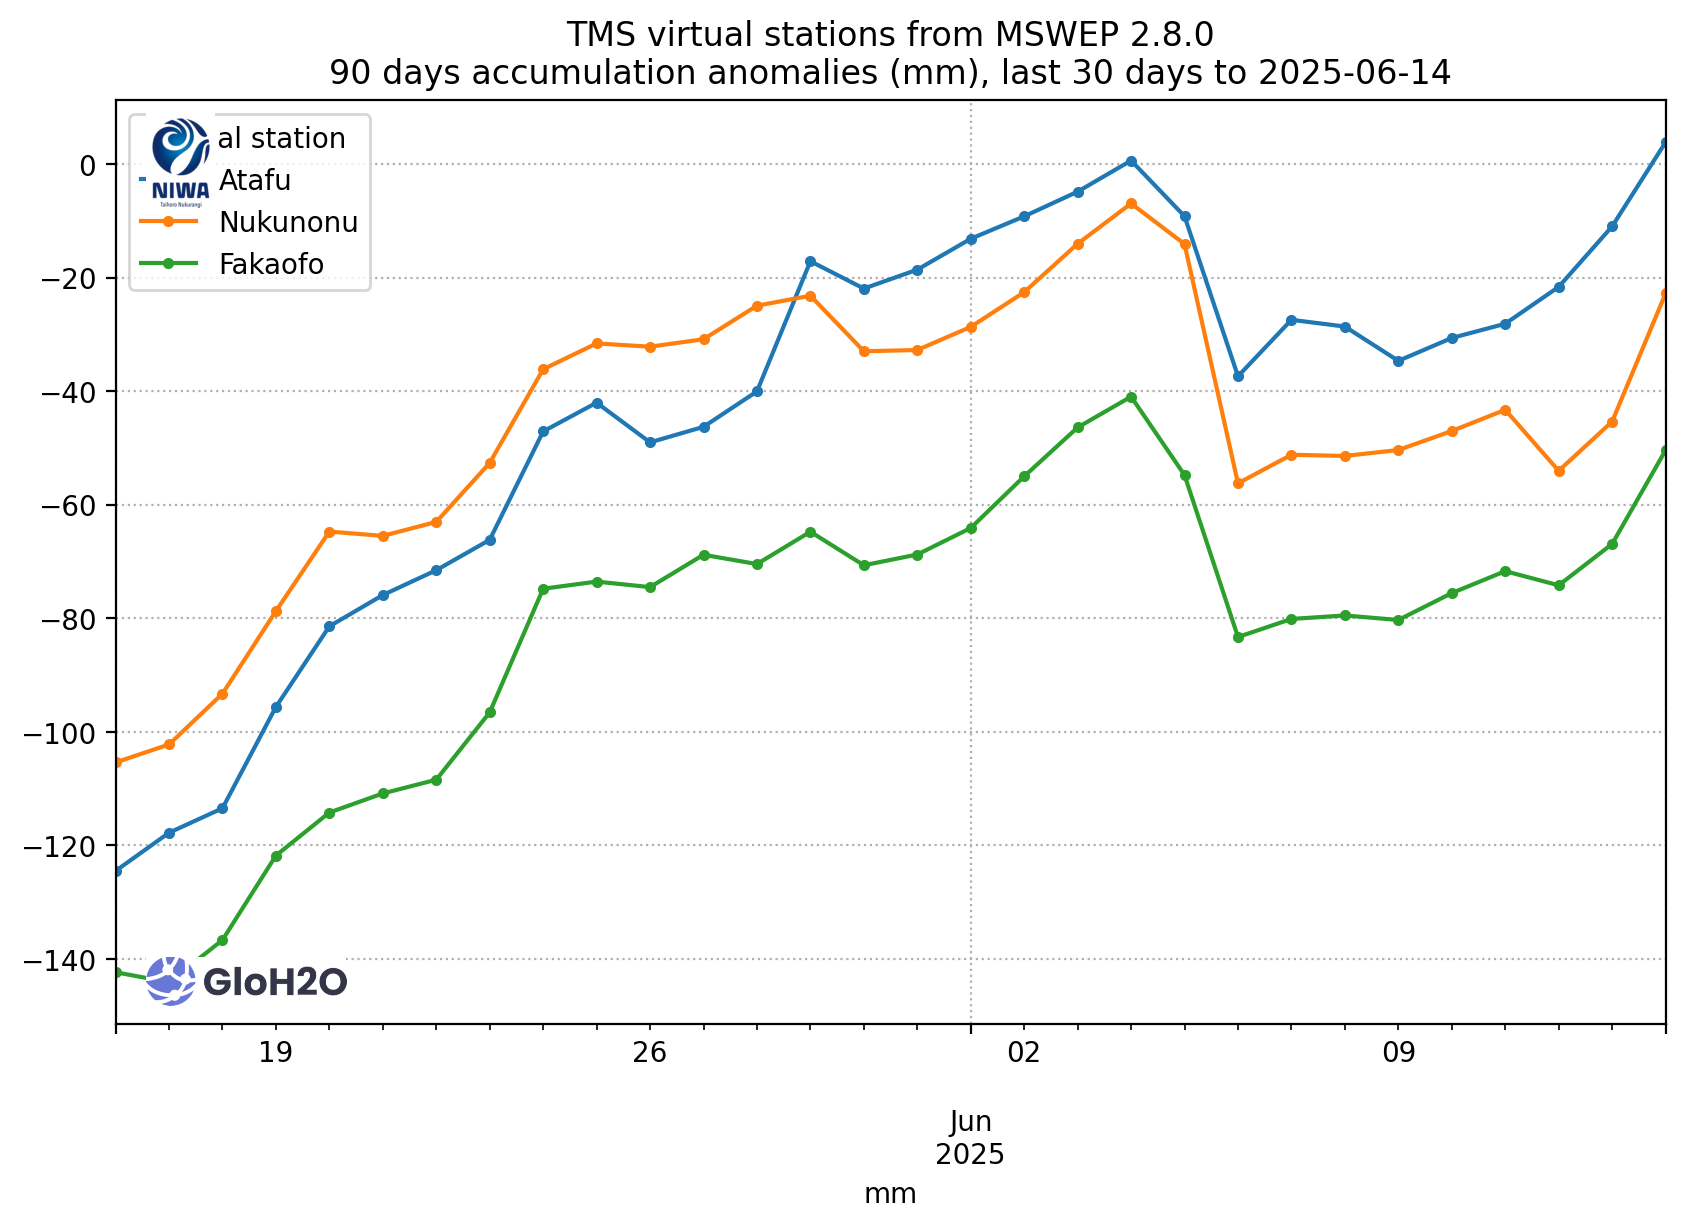 TMS virtual stations from MSWEP 2.8.0
90 days accumulation anomalies (mm), last 30 days to 2025-06-14
al station
Atafu
Nukunonu
Fakaofo
NIWA
Taihoro Nukurangi
0
−20
−40
−60
−80
−100
−120
−140
GloH2O
19
26
02
09
Jun
2025
mm